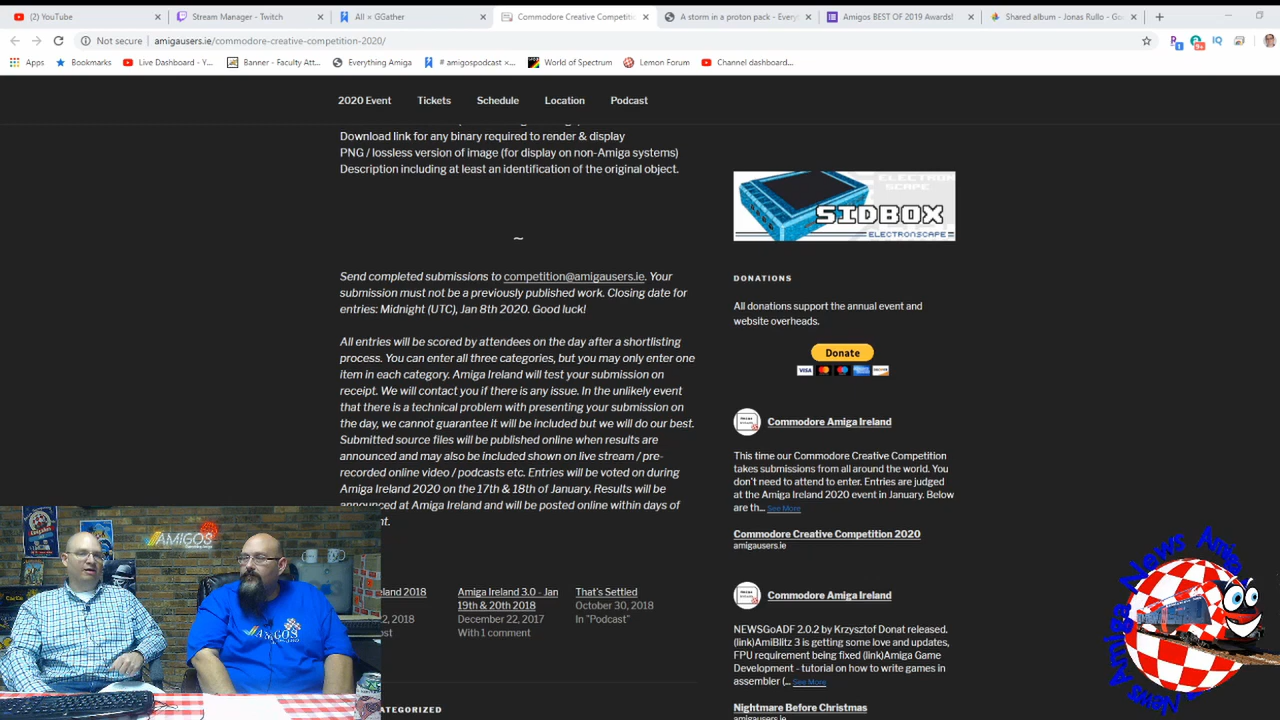 (2) YouTube
Stream Manager - Twitch
All × GGather
Commodore Creative Competiti
A storm in a proton pack - Every
Amigos BEST OF 2019 Awards!
Shared album - Jonas Rullo - Go
Not secure
amigausers.ie/commodore-creative-competition-2020/
Apps
Bookmarks
Live Dashboard - Y...
Banner - Faculty Att...
Everything Amiga
# amigospodcast ×...
World of Spectrum
Lemon Forum
Channel dashboard...
2020 Event
Tickets
Schedule
Location
Podcast
Download link for any binary required to render & display
PNG / lossless version of image (for display on non-Amiga systems)
Description including at least an identification of the original object.
~
Send completed submissions to competition@amigausers.ie. Your
submission must not be a previously published work. Closing date for
entries: Midnight (UTC), Jan 8th 2020. Good luck!
All entries will be scored by attendees on the day after a shortlisting
process. You can enter all three categories, but you may only enter one
item in each category. Amiga Ireland will test your submission on
receipt. We will contact you if there is any issue. In the unlikely event
that there is a technical problem with presenting your submission on
the day, we cannot guarantee it will be included but we will do our best.
Submitted source files will be published online when results are
announced and may also be included shown on live stream / pre-
recorded online video / podcasts etc. Entries will be voted on during
Amiga Ireland 2020 on the 17th & 18th of January. Results will be
announced at Amiga Ireland and will be posted online within days of
nt.
eland 2018
2, 2018
st
Amiga Ireland 3.0 - Jan
19th & 20th 2018
December 22, 2017
With 1 comment
That's Settled
October 30, 2018
In "Podcast"
CATEGORIZED
ELECTRON
SCAPE
SIDBOX
ELECTRONSCAPE
DONATIONS
All donations support the annual event and
website overheads.
Donate
VISA
DISCOVER
Commodore Amiga Ireland
This time our Commodore Creative Competition
takes submissions from all around the world. You
don't need to attend to enter. Entries are judged
at the Amiga Ireland 2020 event in January. Below
are th... See More
Commodore Creative Competition 2020
amigausers.ie
Commodore Amiga Ireland
NEWSGoADF 2.0.2 by Krzysztof Donat released.
(link)AmiBlitz 3 is getting some love and updates,
FPU requirement being fixed (link)Amiga Game
Development - tutorial on how to write games in
assembler (... See More
Nightmare Before Christmas
amigausers.ie
AMIGOS
AMIGOS
Amiga News Amiga News